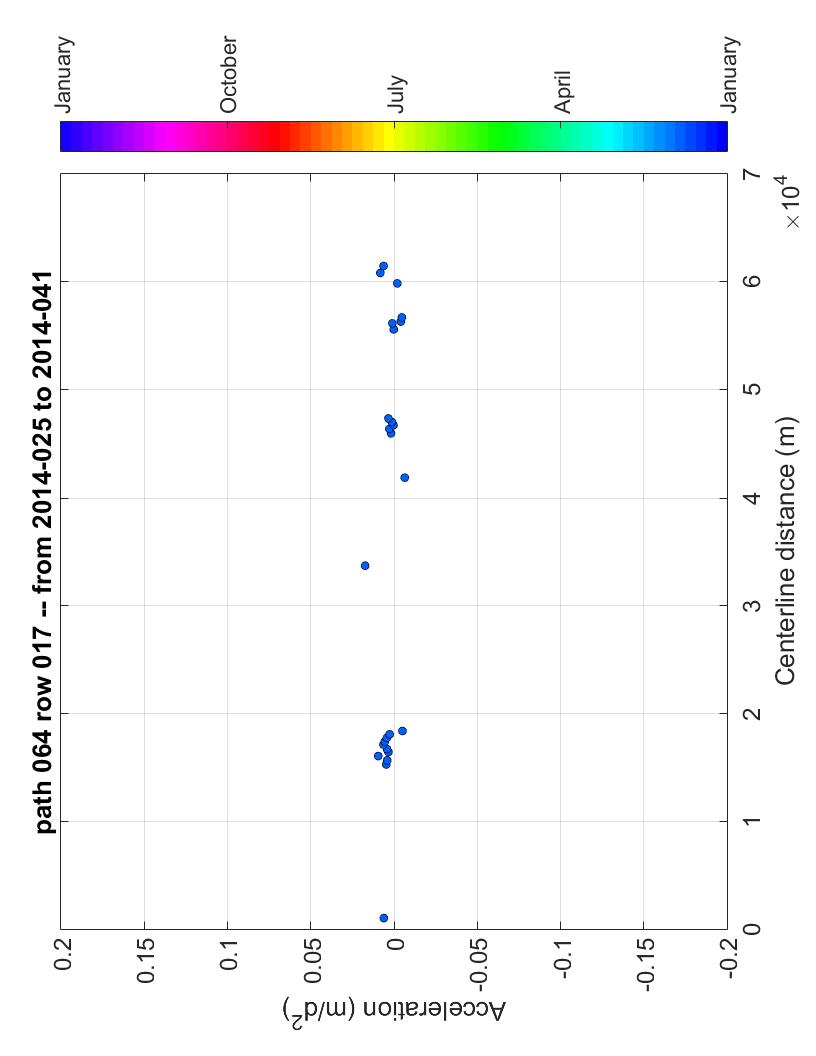 path 064 row 017 -- from 2014-025 to 2014-041
0.2
0.15
0.1
0.05
0
-0.05
-0.1
-0.15
-0.2
Acceleration (m/d²)
0
1
2
3
4
5
6
7
×10⁴
Centerline distance (m)
January
October
July
April
January